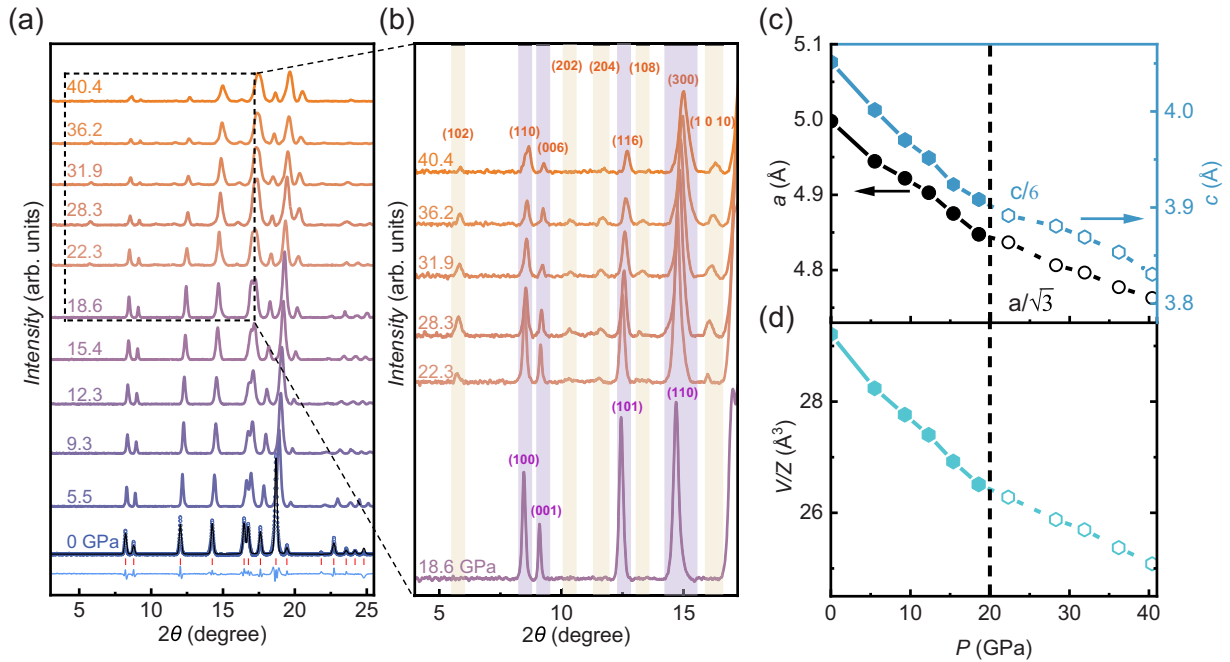 (a)
40.4
36.2
31.9
28.3
22.3
18.6
15.4
12.3
9.3
5.5
0 GPa
Intensity (arb. units)
5
10
15
20
25
2θ (degree)
(b)
(102)
(110)
(006)
(202)
(204)
(116)
(108)
(300)
(1 0 10)
40.4
36.2
31.9
28.3
22.3
(100)
(001)
(101)
(110)
18.6 GPa
Intensity (arb. units)
5
10
15
2θ (degree)
(c)
5.1
5.0
4.9
4.8
a (Å)
c/6
a/√3
4.0
3.9
3.8
c (Å)
(d)
28
26
V/Z (Å³)
0
10
20
30
40
P (GPa)